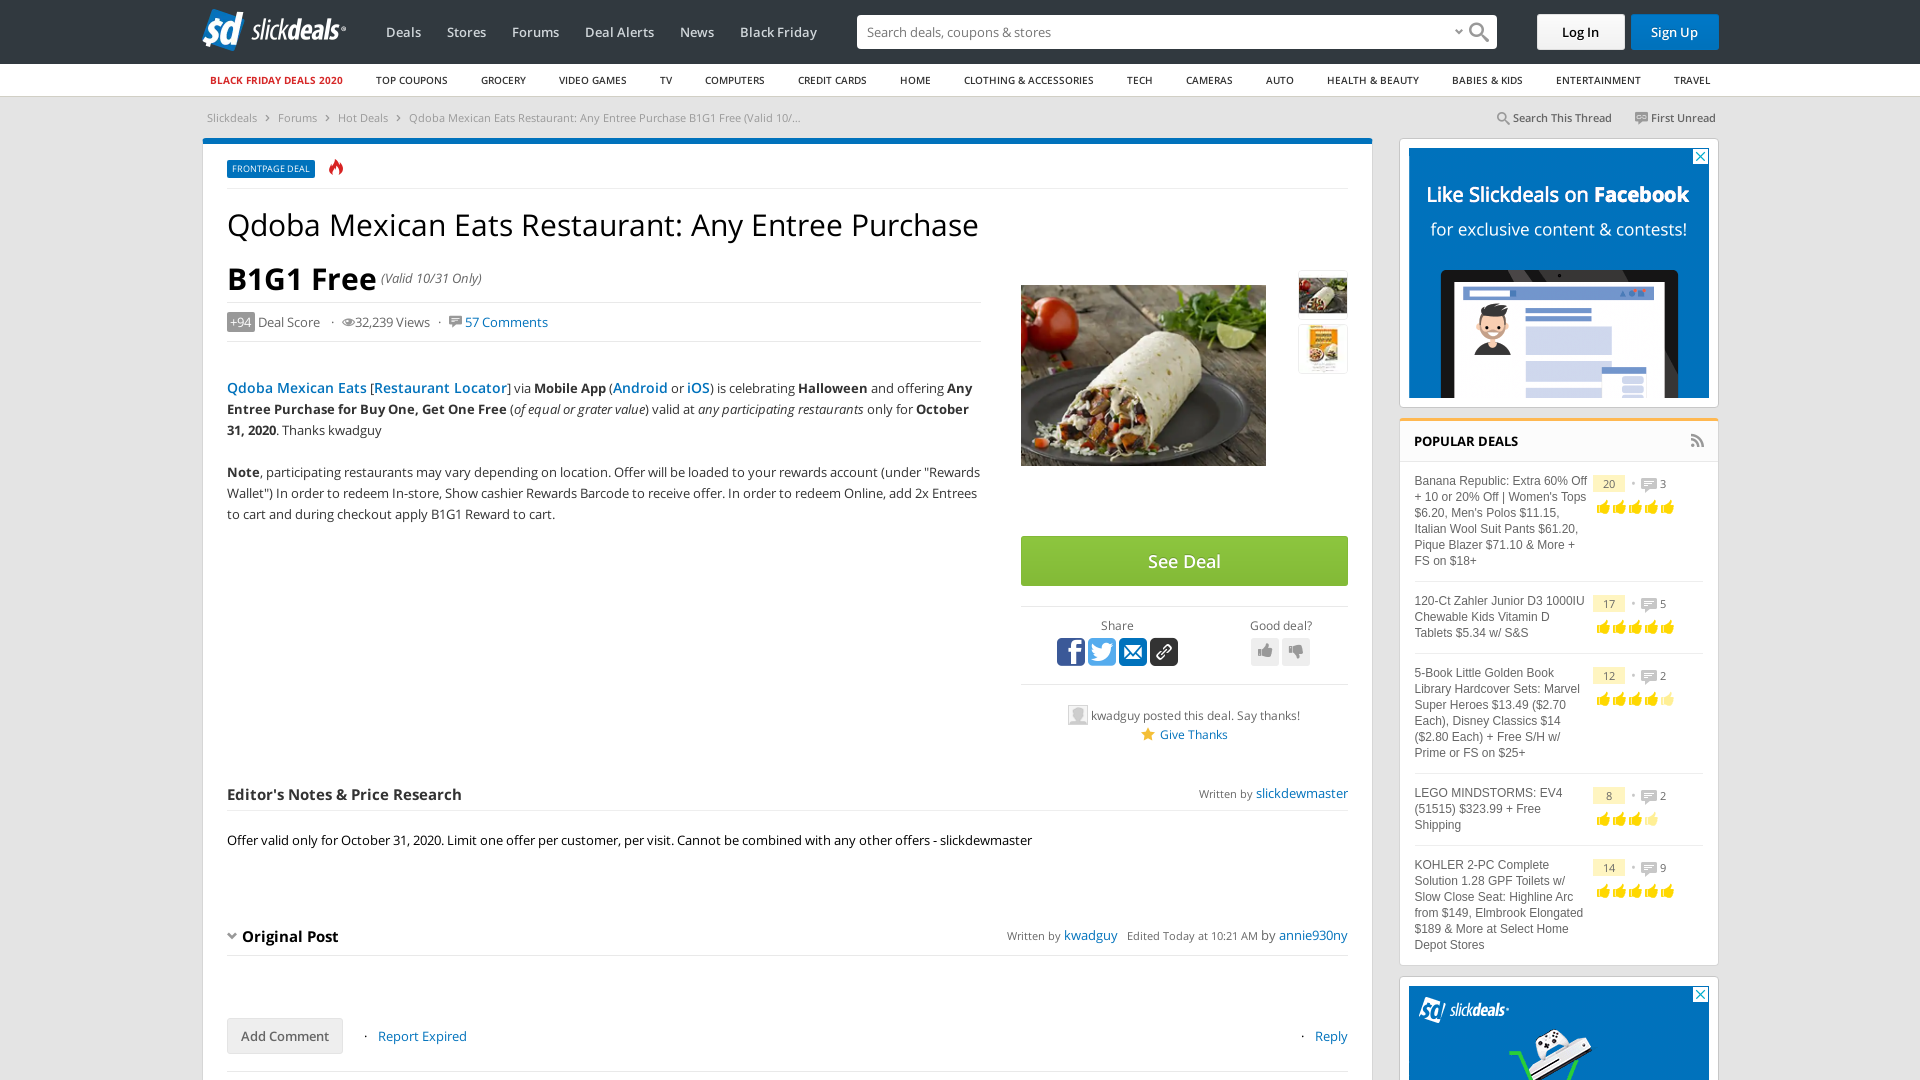 slickdeals
Deals
Stores
Forums
Deal Alerts
News
Black Friday
Search deals, coupons & stores
Log In
Sign Up
BLACK FRIDAY DEALS 2020
TOP COUPONS
GROCERY
VIDEO GAMES
TV
COMPUTERS
CREDIT CARDS
HOME
CLOTHING & ACCESSORIES
TECH
CAMERAS
AUTO
HEALTH & BEAUTY
BABIES & KIDS
ENTERTAINMENT
TRAVEL
Slickdeals › Forums › Hot Deals › Qdoba Mexican Eats Restaurant: Any Entree Purchase B1G1 Free (Valid 10/...
Search This Thread
First Unread
FRONTPAGE DEAL
Qdoba Mexican Eats Restaurant: Any Entree Purchase
B1G1 Free (Valid 10/31 Only)
+94 Deal Score · 32,239 Views · 57 Comments
Qdoba Mexican Eats [Restaurant Locator] via Mobile App (Android or iOS) is celebrating Halloween and offering Any
Entree Purchase for Buy One, Get One Free (of equal or grater value) valid at any participating restaurants only for October
31, 2020. Thanks kwadguy
Note, participating restaurants may vary depending on location. Offer will be loaded to your rewards account (under "Rewards
Wallet") In order to redeem In-store, Show cashier Rewards Barcode to receive offer. In order to redeem Online, add 2x Entrees
to cart and during checkout apply B1G1 Reward to cart.
See Deal
Share
Good deal?
kwadguy posted this deal. Say thanks!
Give Thanks
Editor's Notes & Price Research
Written by slickdewmaster
Offer valid only for October 31, 2020. Limit one offer per customer, per visit. Cannot be combined with any other offers - slickdewmaster
Original Post
Written by kwadguy Edited Today at 10:21 AM by annie930ny
Add Comment
· Report Expired
· Reply
Like Slickdeals on Facebook
for exclusive content & contests!
POPULAR DEALS
Banana Republic: Extra 60% Off
+ 10 or 20% Off | Women's Tops
$6.20, Men's Polos $11.15,
Italian Wool Suit Pants $61.20,
Pique Blazer $71.10 & More +
FS on $18+
20 • 3
120-Ct Zahler Junior D3 1000IU
Chewable Kids Vitamin D
Tablets $5.34 w/ S&S
17 • 5
5-Book Little Golden Book
Library Hardcover Sets: Marvel
Super Heroes $13.49 ($2.70
Each), Disney Classics $14
($2.80 Each) + Free S/H w/
Prime or FS on $25+
12 • 2
LEGO MINDSTORMS: EV4
(51515) $323.99 + Free
Shipping
8 • 2
KOHLER 2-PC Complete
Solution 1.28 GPF Toilets w/
Slow Close Seat: Highline Arc
from $149, Elmbrook Elongated
$189 & More at Select Home
Depot Stores
14 • 9
slickdeals